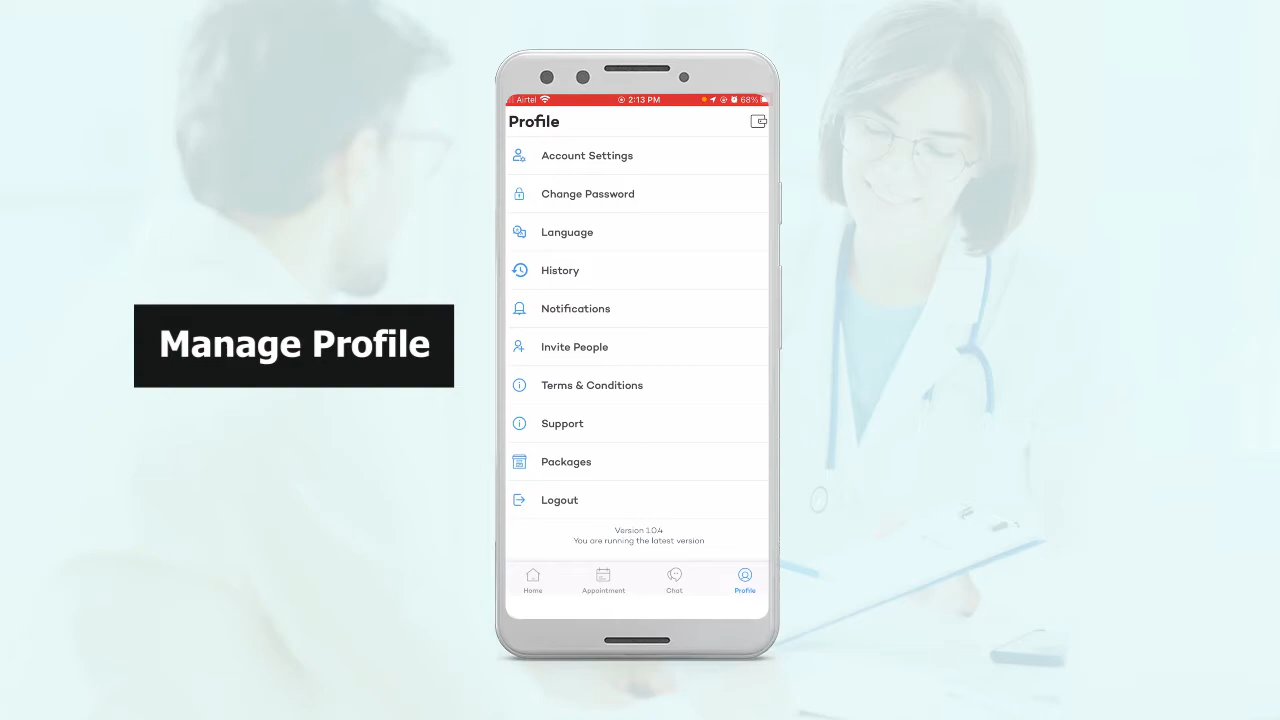 Airtel 2:13 PM 68%
Profile
Account Settings
Change Password
Language
History
Manage Profile
Notifications
Invite People
Terms & Conditions
Support
Packages
Logout
Version 1.0.4
You are running the latest version
Home Appointment Chat Profile